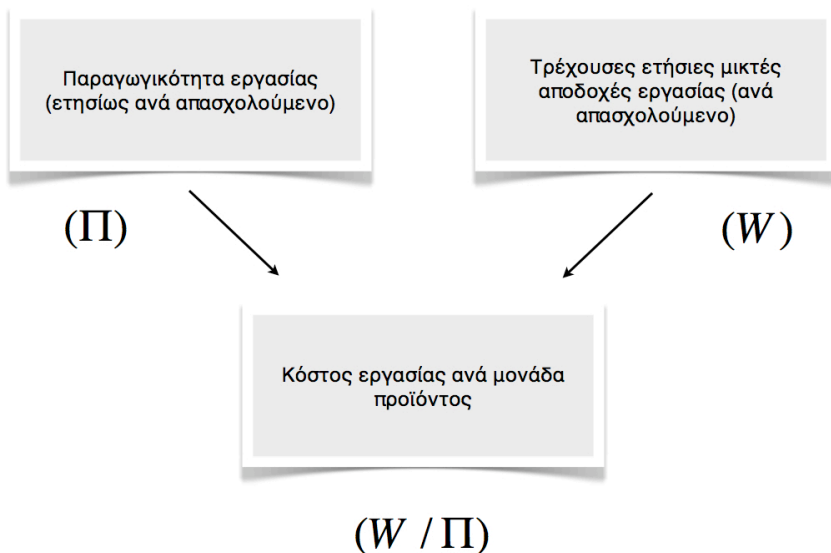 Παραγωγικότητα εργασίας
(ετησίως ανά απασχολούμενο)
Τρέχουσες ετήσιες μικτές
αποδοχές εργασίας (ανά
απασχολούμενο)
(Π)
(W)
Κόστος εργασίας ανά μονάδα
προϊόντος
(W / Π)